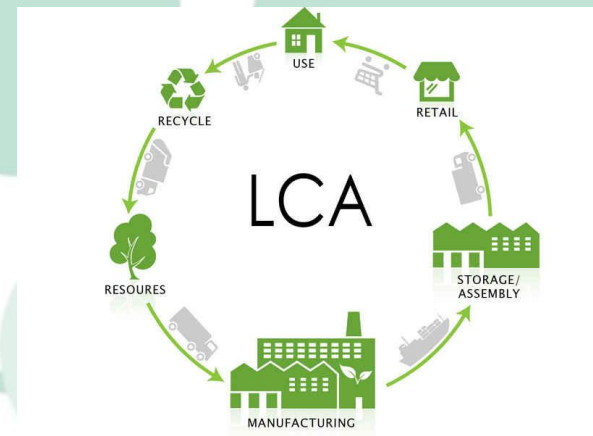 USE
RECYCLE
RETAIL
LCA
RESOURES
STORAGE/
ASSEMBLY
MANUFACTURING